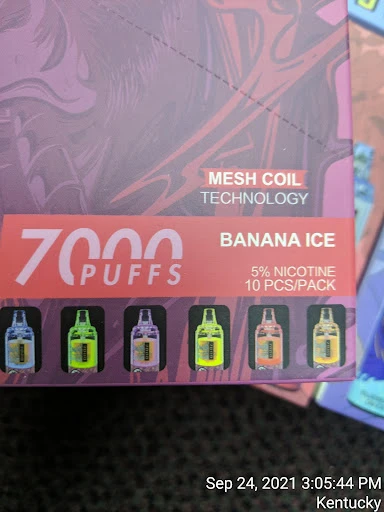 MESH COIL
TECHNOLOGY
7000
PUFFS
BANANA ICE
5% NICOTINE
10 PCS/PACK
Sep 24, 2021 3:05:44 PM
Kentucky